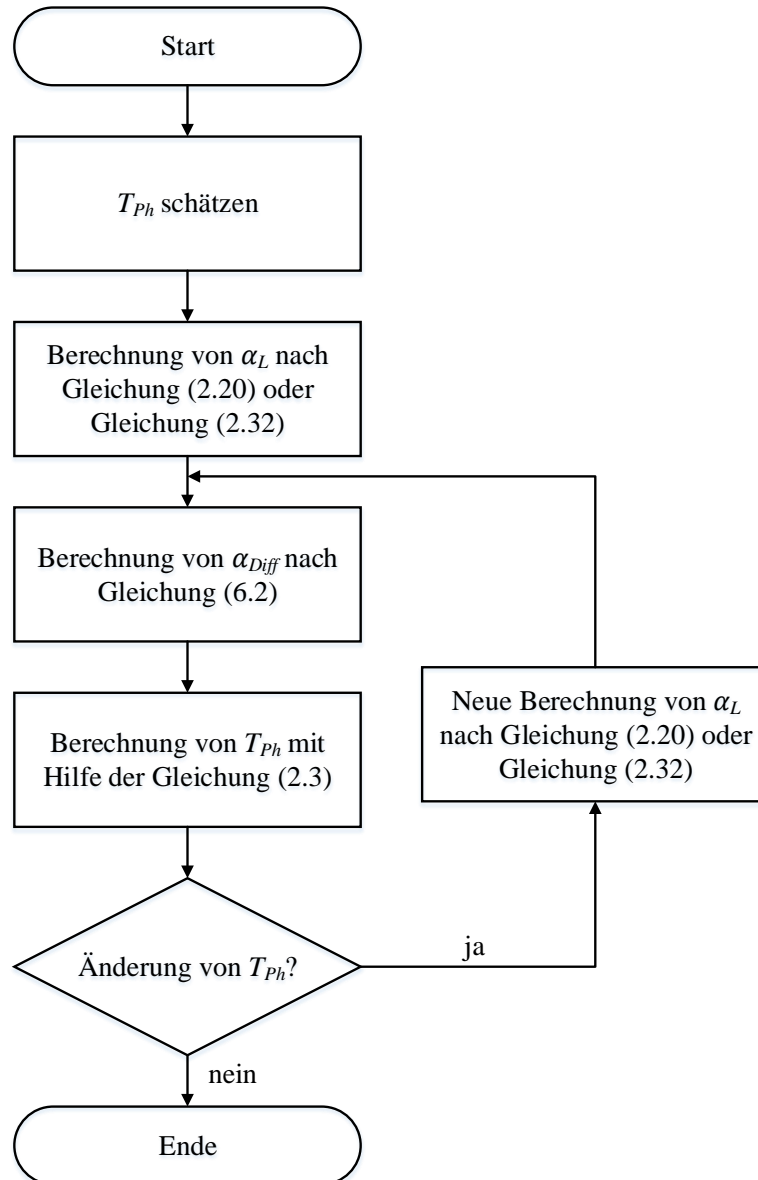 Start
T_Ph schätzen
Berechnung von α_L nach
Gleichung (2.20) oder
Gleichung (2.32)
Berechnung von α_Diff nach
Gleichung (6.2)
Neue Berechnung von α_L
nach Gleichung (2.20) oder
Gleichung (2.32)
Berechnung von T_Ph mit
Hilfe der Gleichung (2.3)
Änderung von T_Ph?
ja
nein
Ende